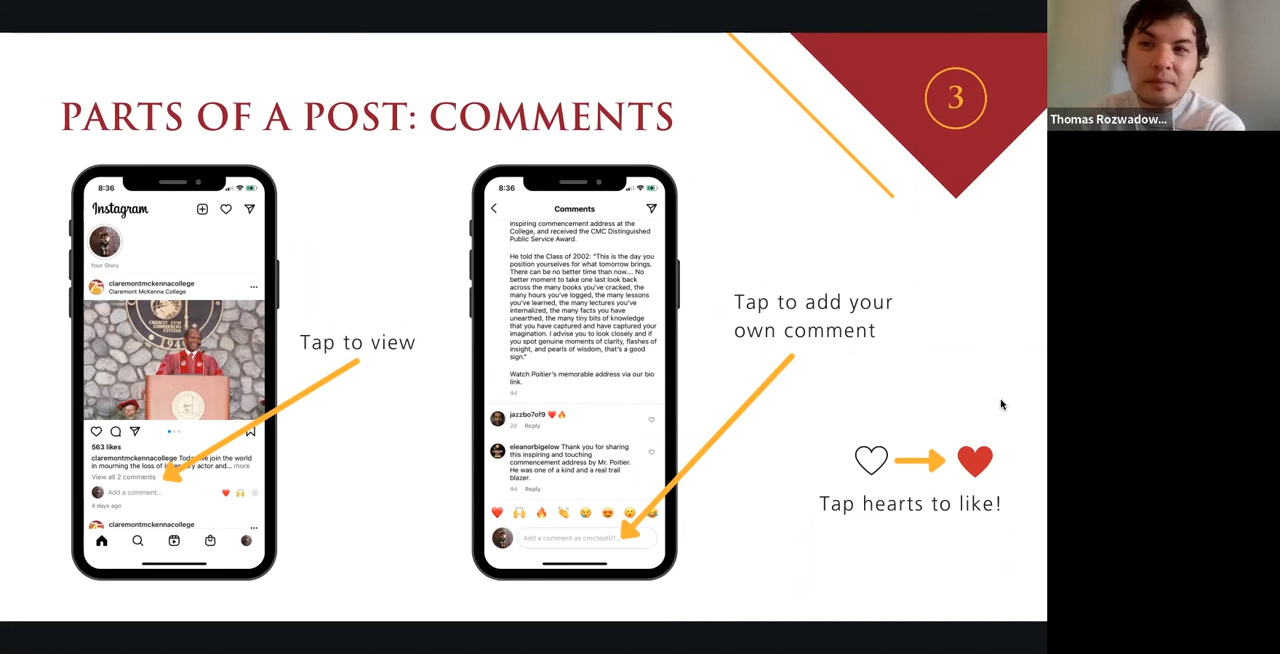 PARTS OF A POST: COMMENTS
3
Thomas Rozwadow...
8:36
Instagram
Your Story
claremontmckennacollege
Claremont McKenna College
563 likes
claremontmckennacollege Today we join the world
in mourning the loss of actor and... more
View all 2 comments
Add a comment...
4 days ago
claremontmckennacollege
Tap to view
8:36
Comments
inspiring commencement address at the
College, and received the CMC Distinguished
Public Service Award.
He told the Class of 2002: "This is the day you
position yourselves for what tomorrow brings.
There can be no better time than now.... No
better moment to take one last look back
across the many books you've cracked, the
many hours you've logged, the many lessons
you've learned, the many lectures you've
internalized, the many facts you have
unearthed, the many tiny bits of knowledge
that you have captured and have captured your
imagination. I advise you to look closely and if
you spot genuine moments of clarity, flashes of
insight, and pearls of wisdom, that's a good
sign."
Watch Poitier's memorable address via our bio
link.
4d
jazzbo7of9 ❤️🔥
2d Reply
eleanorbigelow Thank you for sharing
this inspiring and touching
commencement address by Mr. Poitier.
He was one of a kind and a real trail
blazer.
4d Reply
Add a comment as cmctest01...
Tap to add your
own comment
Tap hearts to like!